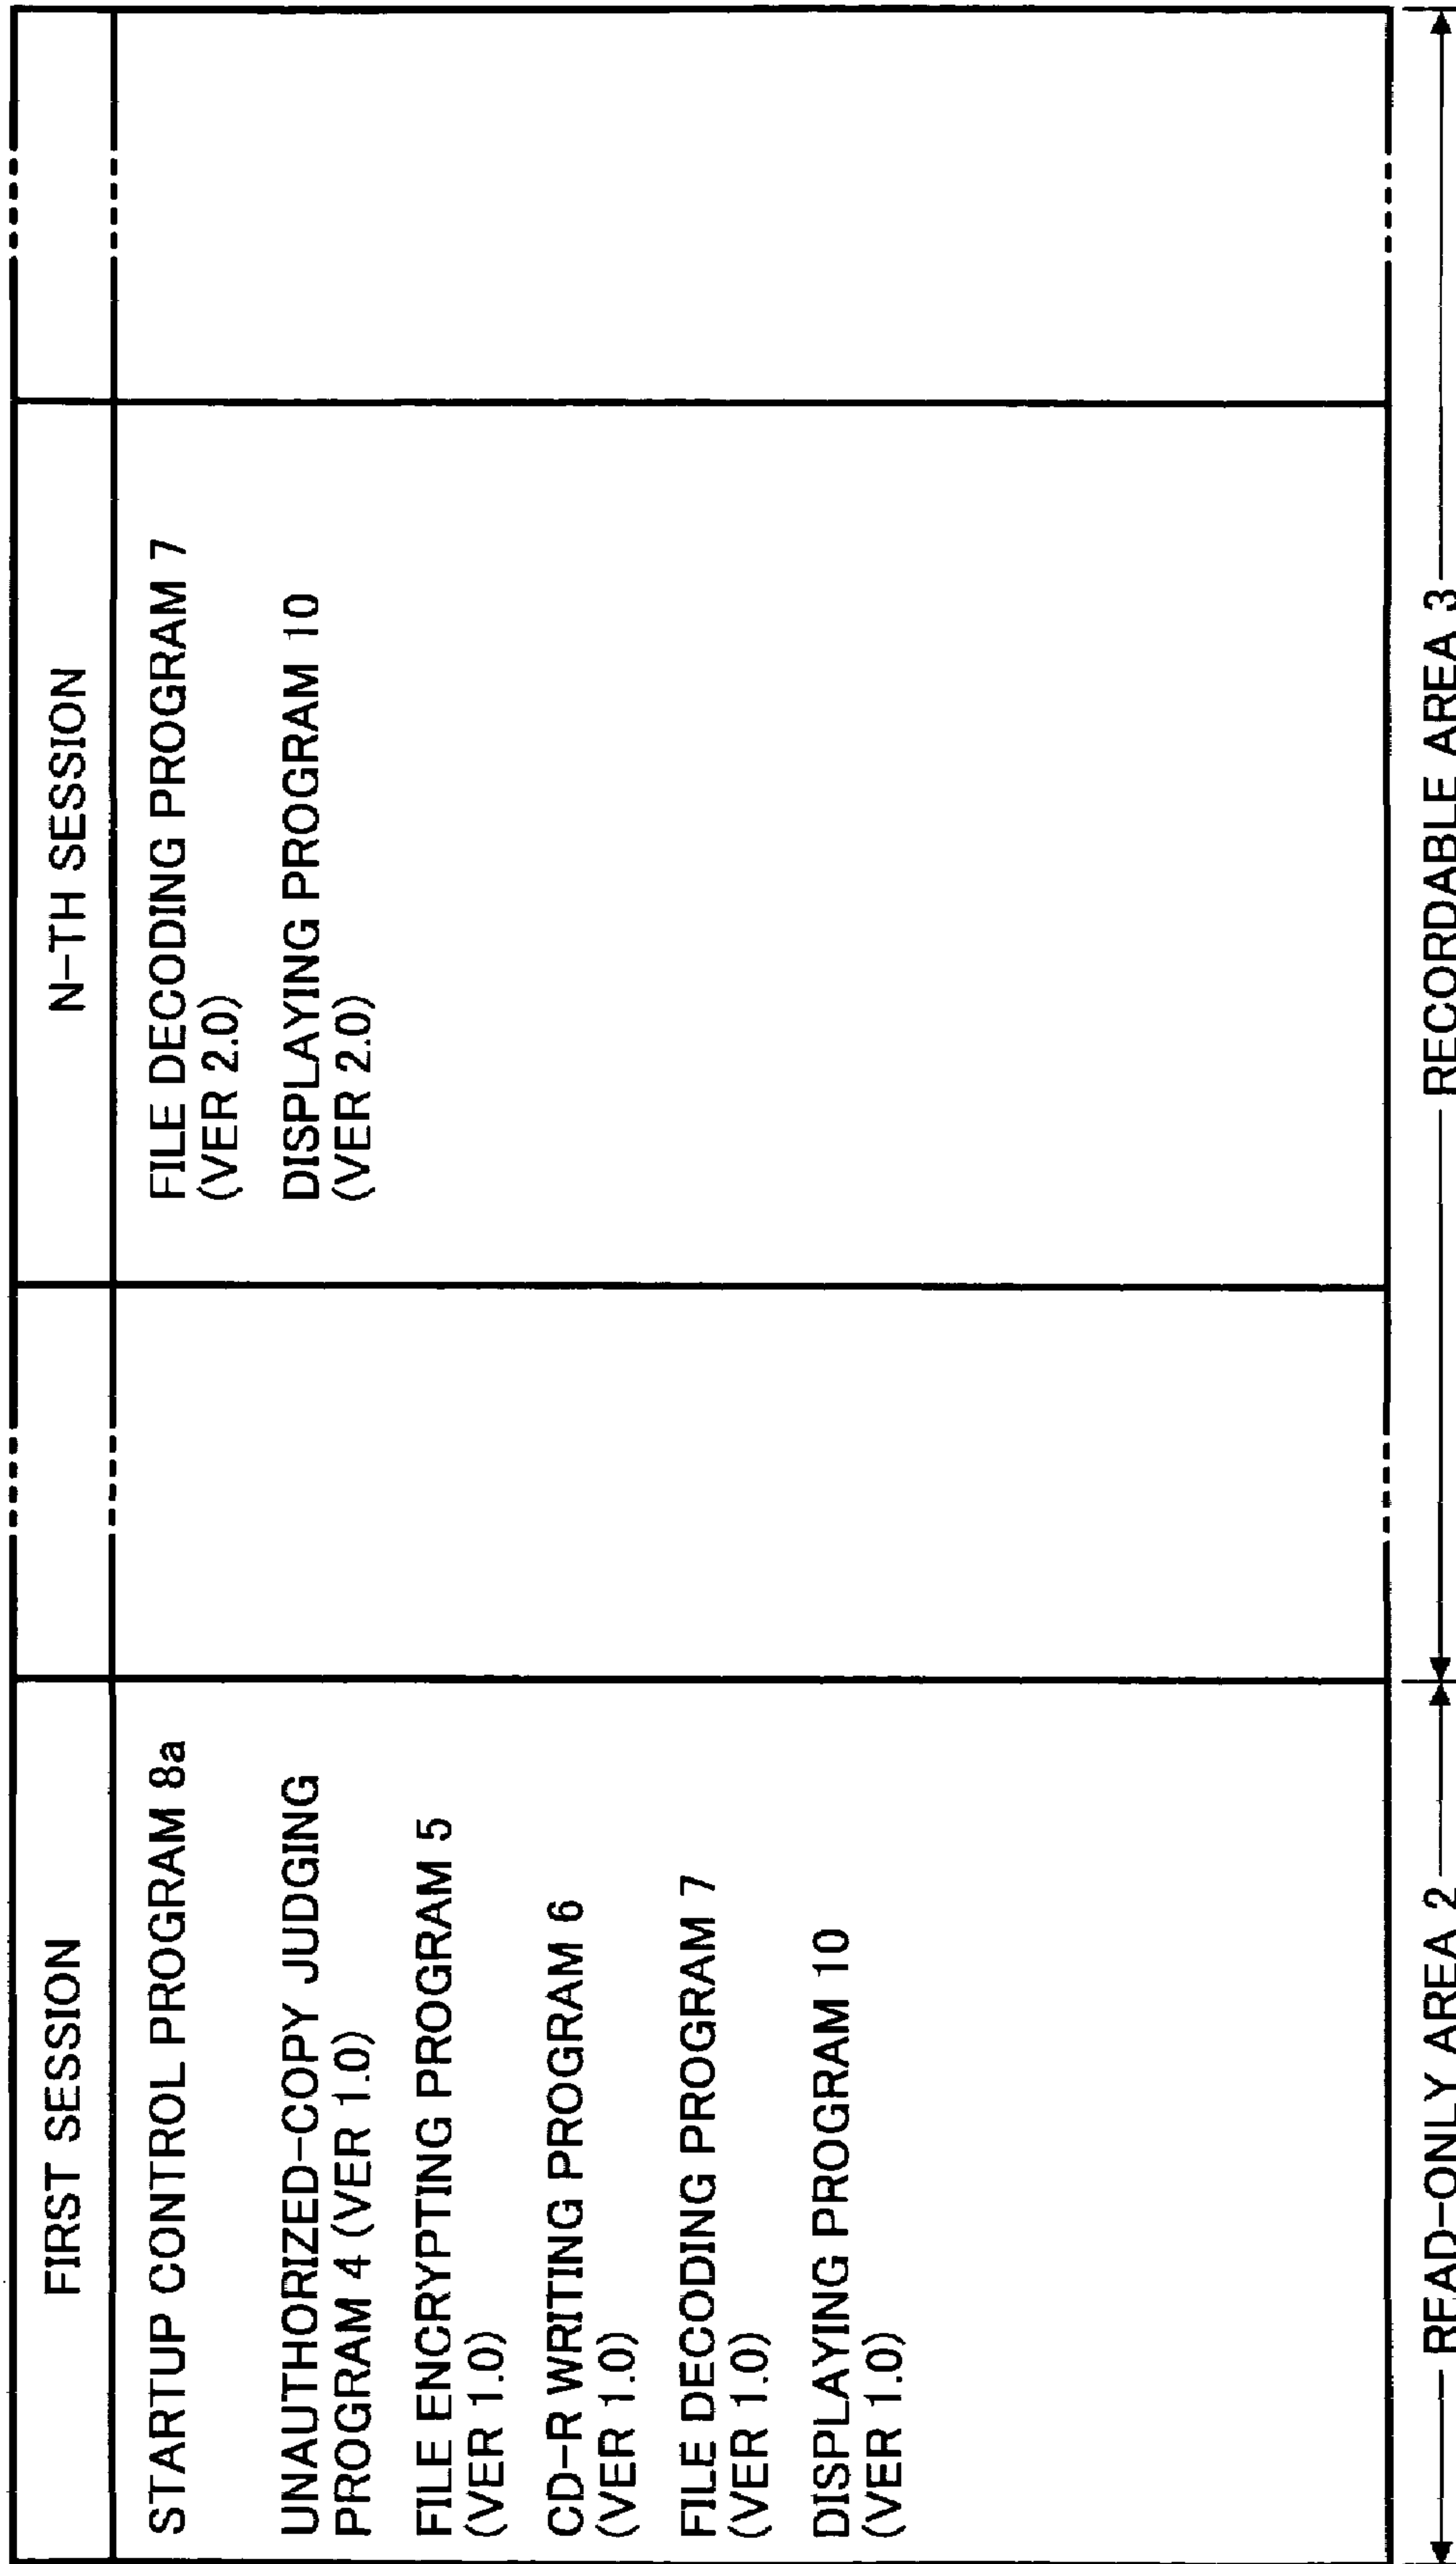 FIRST SESSION
STARTUP CONTROL PROGRAM 8a
UNAUTHORIZED-COPY JUDGING
PROGRAM 4 (VER 1.0)
FILE ENCRYPTING PROGRAM 5
(VER 1.0)
CD-R WRITING PROGRAM 6
(VER 1.0)
FILE DECODING PROGRAM 7
(VER 1.0)
DISPLAYING PROGRAM 10
(VER 1.0)
N-TH SESSION
FILE DECODING PROGRAM 7
(VER 2.0)
DISPLAYING PROGRAM 10
(VER 2.0)
READ-ONLY AREA 2
RECORDABLE AREA 3